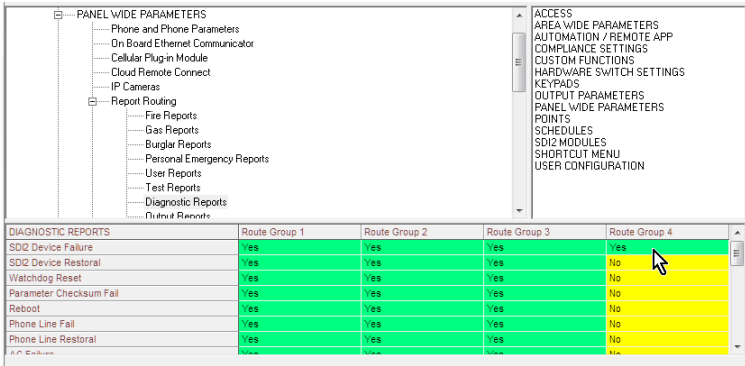 PANEL WIDE PARAMETERS
Phone and Phone Parameters
On Board Ethernet Communicator
Cellular Plug-in Module
Cloud Remote Connect
IP Cameras
Report Routing
Fire Reports
Gas Reports
Burglar Reports
Personal Emergency Reports
User Reports
Test Reports
Diagnostic Reports
Output Reports
ACCESS
AREA WIDE PARAMETERS
AUTOMATION / REMOTE APP
COMPLIANCE SETTINGS
CUSTOM FUNCTIONS
HARDWARE SWITCH SETTINGS
KEYPADS
OUTPUT PARAMETERS
PANEL WIDE PARAMETERS
POINTS
SCHEDULES
SDI2 MODULES
SHORTCUT MENU
USER CONFIGURATION
DIAGNOSTIC REPORTS Route Group 1 Route Group 2 Route Group 3 Route Group 4
SDI2 Device Failure Yes Yes Yes Yes
SDI2 Device Restoral Yes Yes Yes No
Watchdog Reset Yes Yes Yes No
Parameter Checksum Fail Yes Yes Yes No
Reboot Yes Yes Yes No
Phone Line Fail Yes Yes Yes No
Phone Line Restoral Yes Yes Yes No
AC Failure Yes Yes Yes No